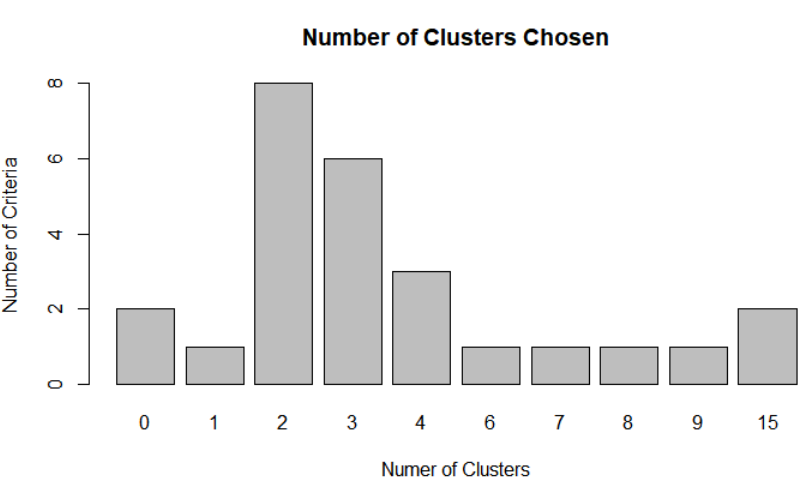 Number of Clusters Chosen
Number of Criteria
8
6
4
2
0
0 1 2 3 4 6 7 8 9 15
Numer of Clusters